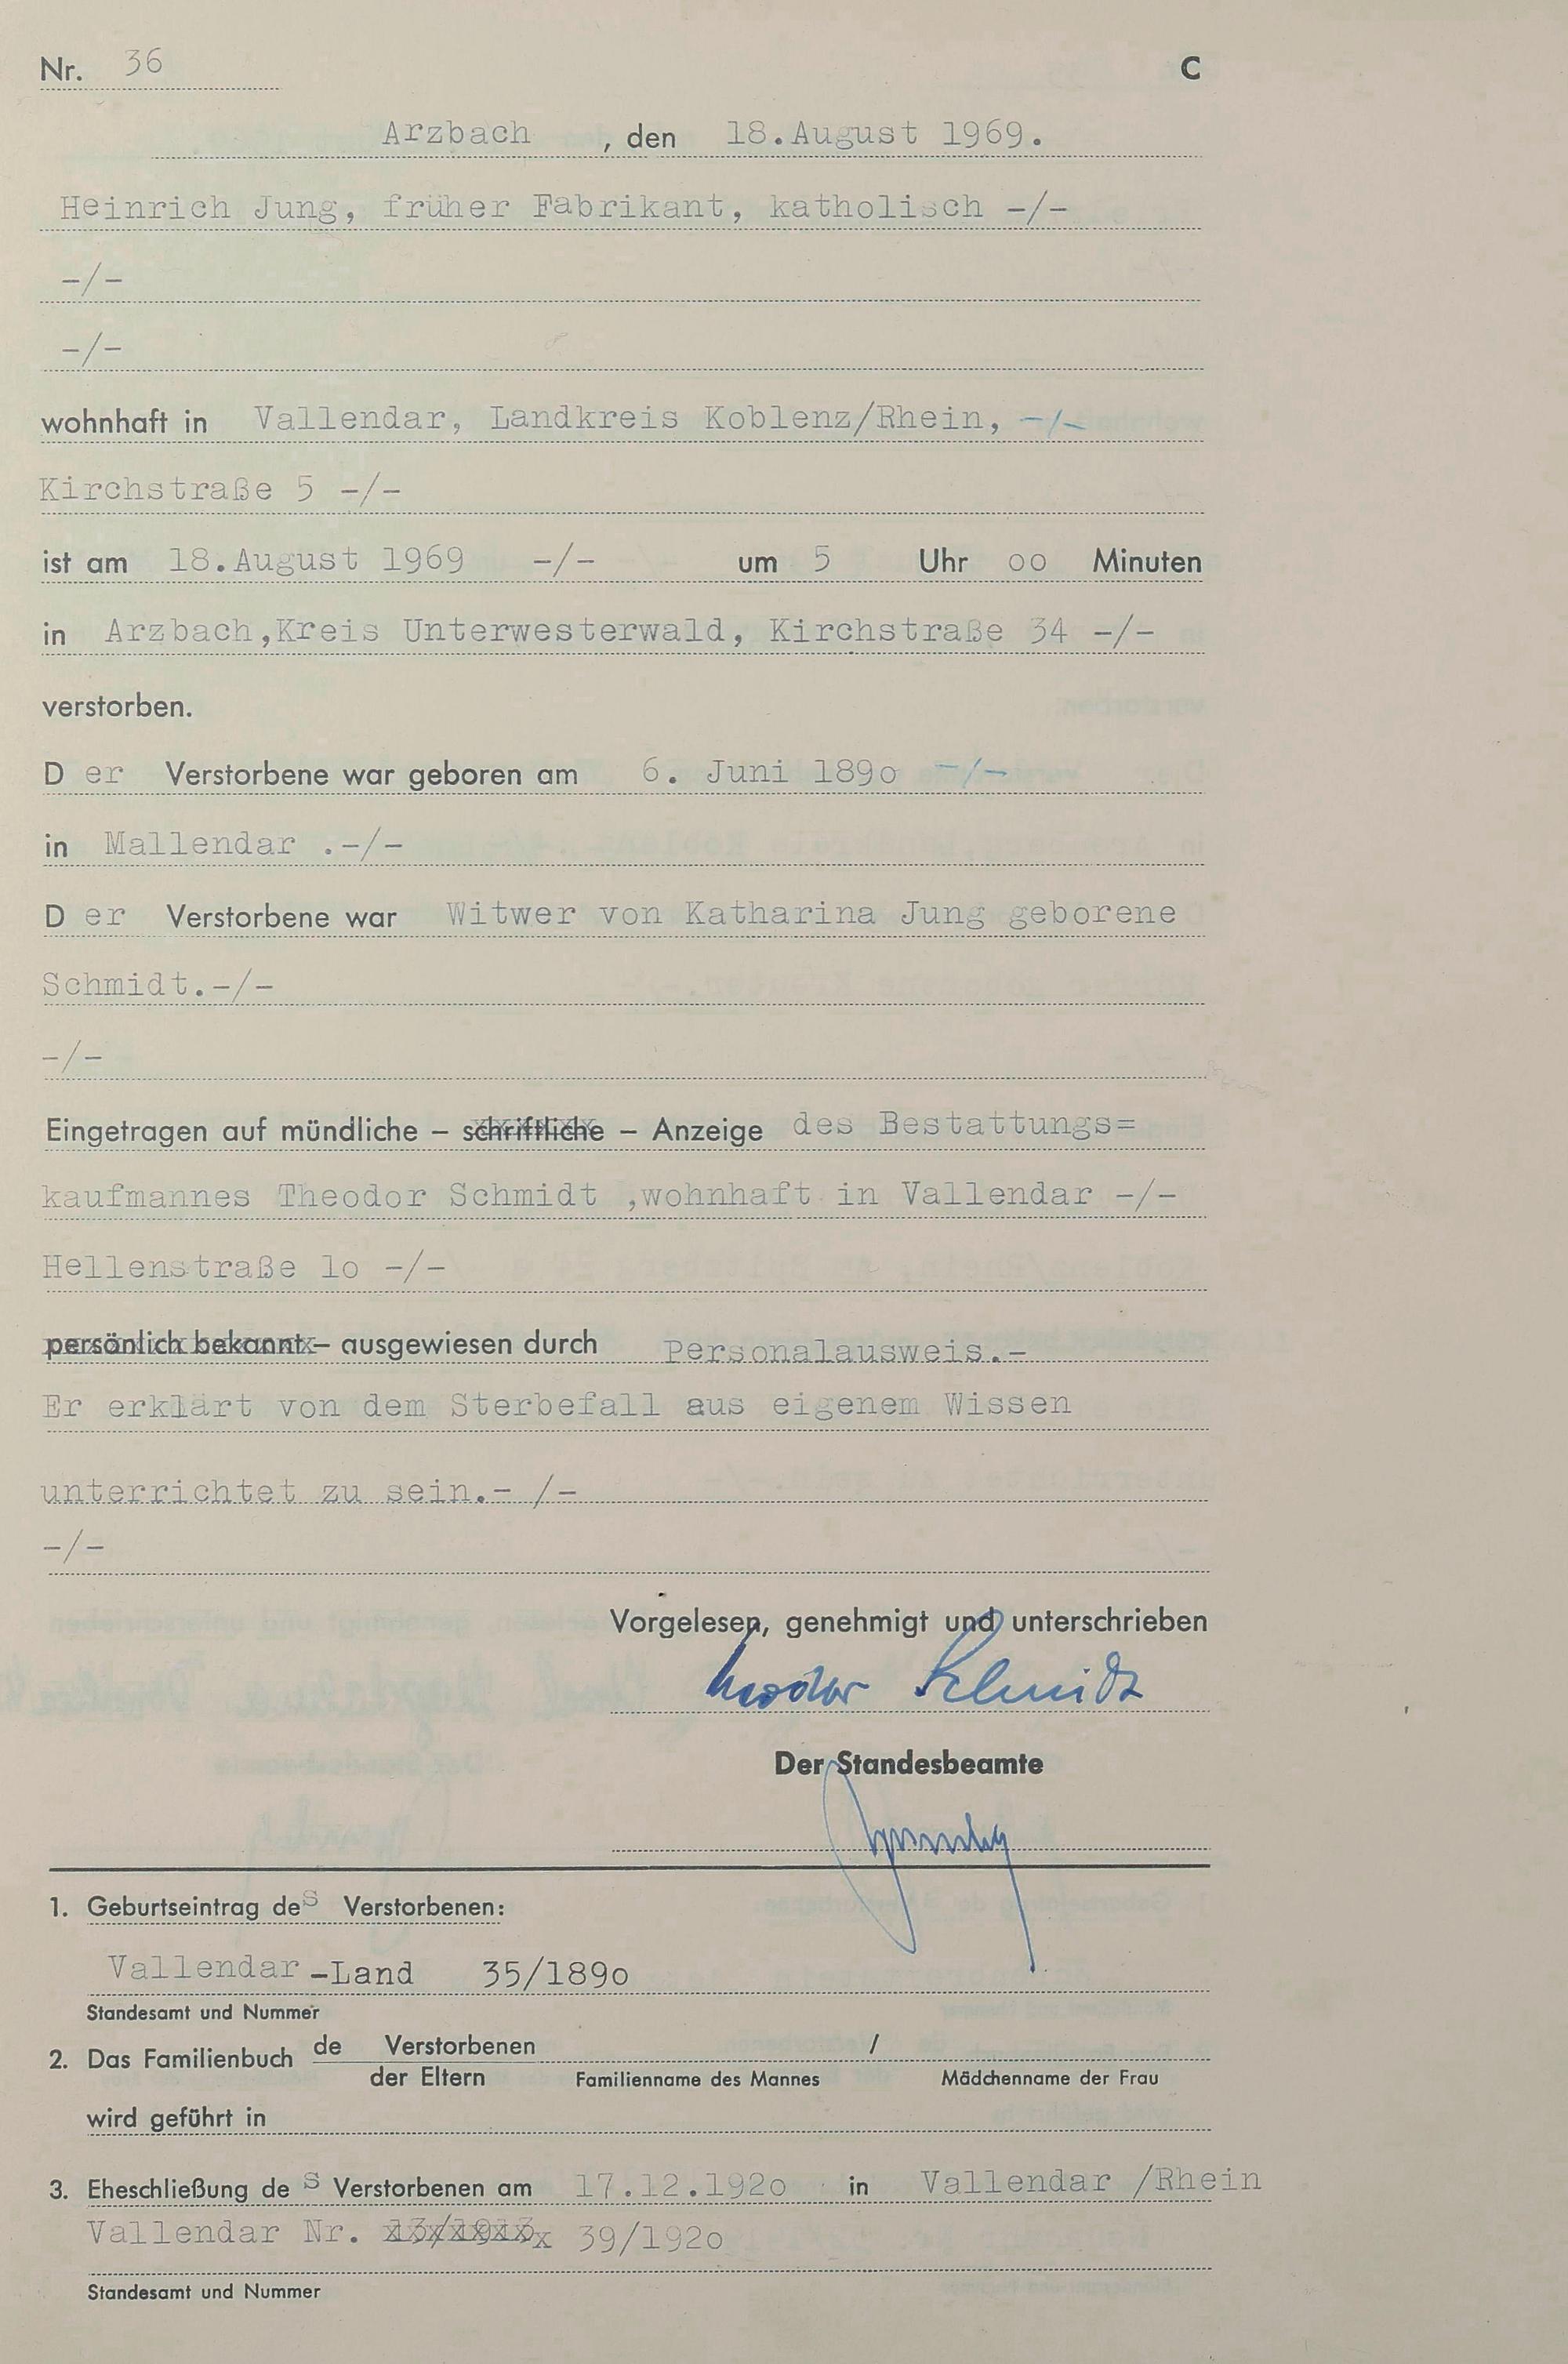 Nr. 36 C
Arzbach , den 18.August 1969.
Heinrich Jung, früher Fabrikant, katholisch -/-
-/-
-/-
wohnhaft in Vallendar, Landkreis Koblenz/Rhein, -/-
Kirchstraße 5 -/-
ist am 18.August 1969 -/- um 5 Uhr oo Minuten
in Arzbach,Kreis Unterwesterwald, Kirchstraße 34 -/-
verstorben.
D er Verstorbene war geboren am 6. Juni 189o -/-
in Mallendar .-/-
D er Verstorbene war Witwer von Katharina Jung geborene
Schmidt.-/-
-/-
Eingetragen auf mündliche – schriftliche – Anzeige des Bestattungs=
kaufmannes Theodor Schmidt ,wohnhaft in Vallendar -/-
Hellenstraße lo -/-
persönlich bekannt – ausgewiesen durch Personalausweis.-
Er erklärt von dem Sterbefall aus eigenem Wissen
unterrichtet zu sein.- /-
-/-
Vorgelesen, genehmigt und unterschrieben
Theodor Schmidt
Der Standesbeamte
1. Geburtseintrag des Verstorbenen:
Vallendar -Land 35/189o
Standesamt und Nummer
2. Das Familienbuch de Verstorbenen /
der Eltern Familienname des Mannes Mädchenname der Frau
wird geführt in
3. Eheschließung de s Verstorbenen am 17.12.192o in Vallendar /Rhein
Vallendar Nr. 39/192o
Standesamt und Nummer